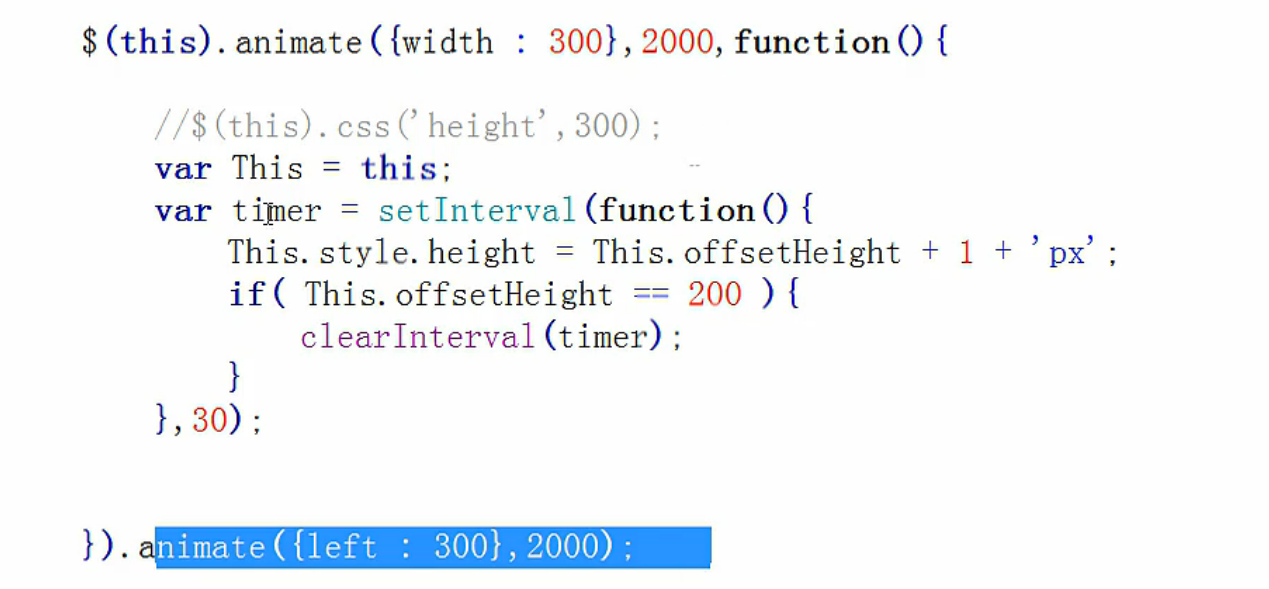 $(this).animate({width : 300},2000,function(){
//$(this).css('height',300);
var This = this;
var timer = setInterval(function(){
This.style.height = This.offsetHeight + 1 + 'px';
if( This.offsetHeight == 200 ){
clearInterval(timer);
}
},30);
}).animate({left : 300},2000);